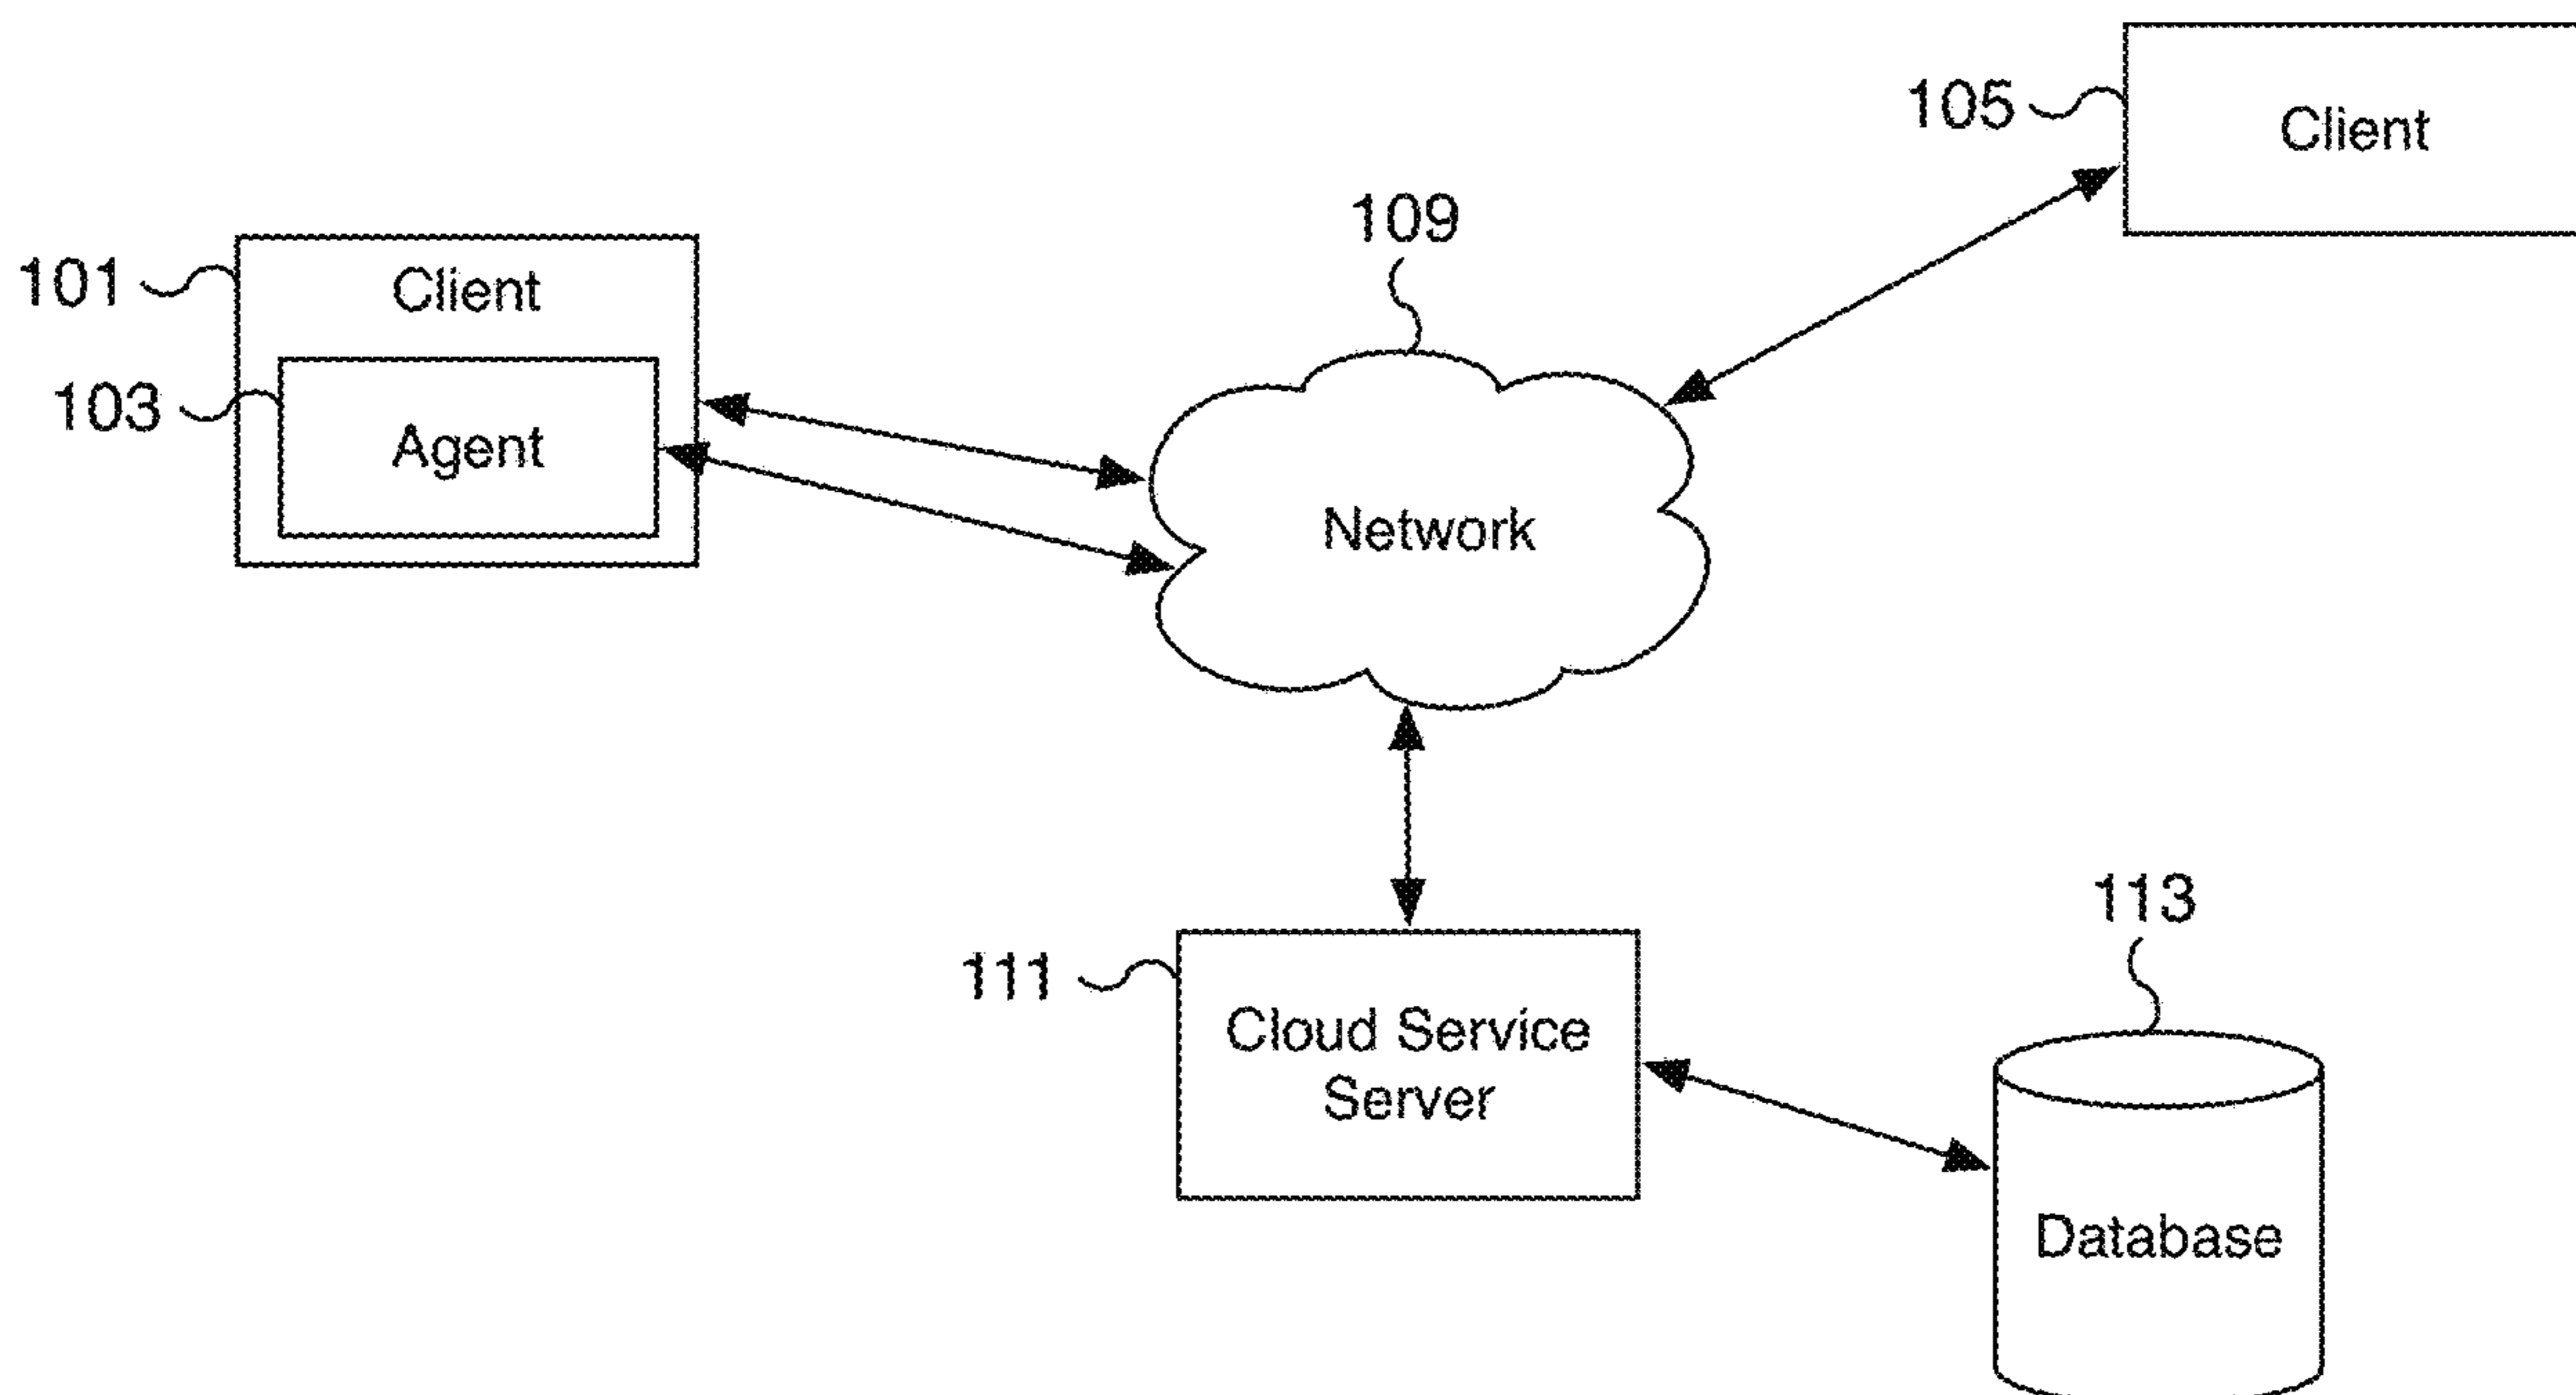 105
Client
109
101
Client
103
Agent
Network
113
111
Cloud Service
Server
Database